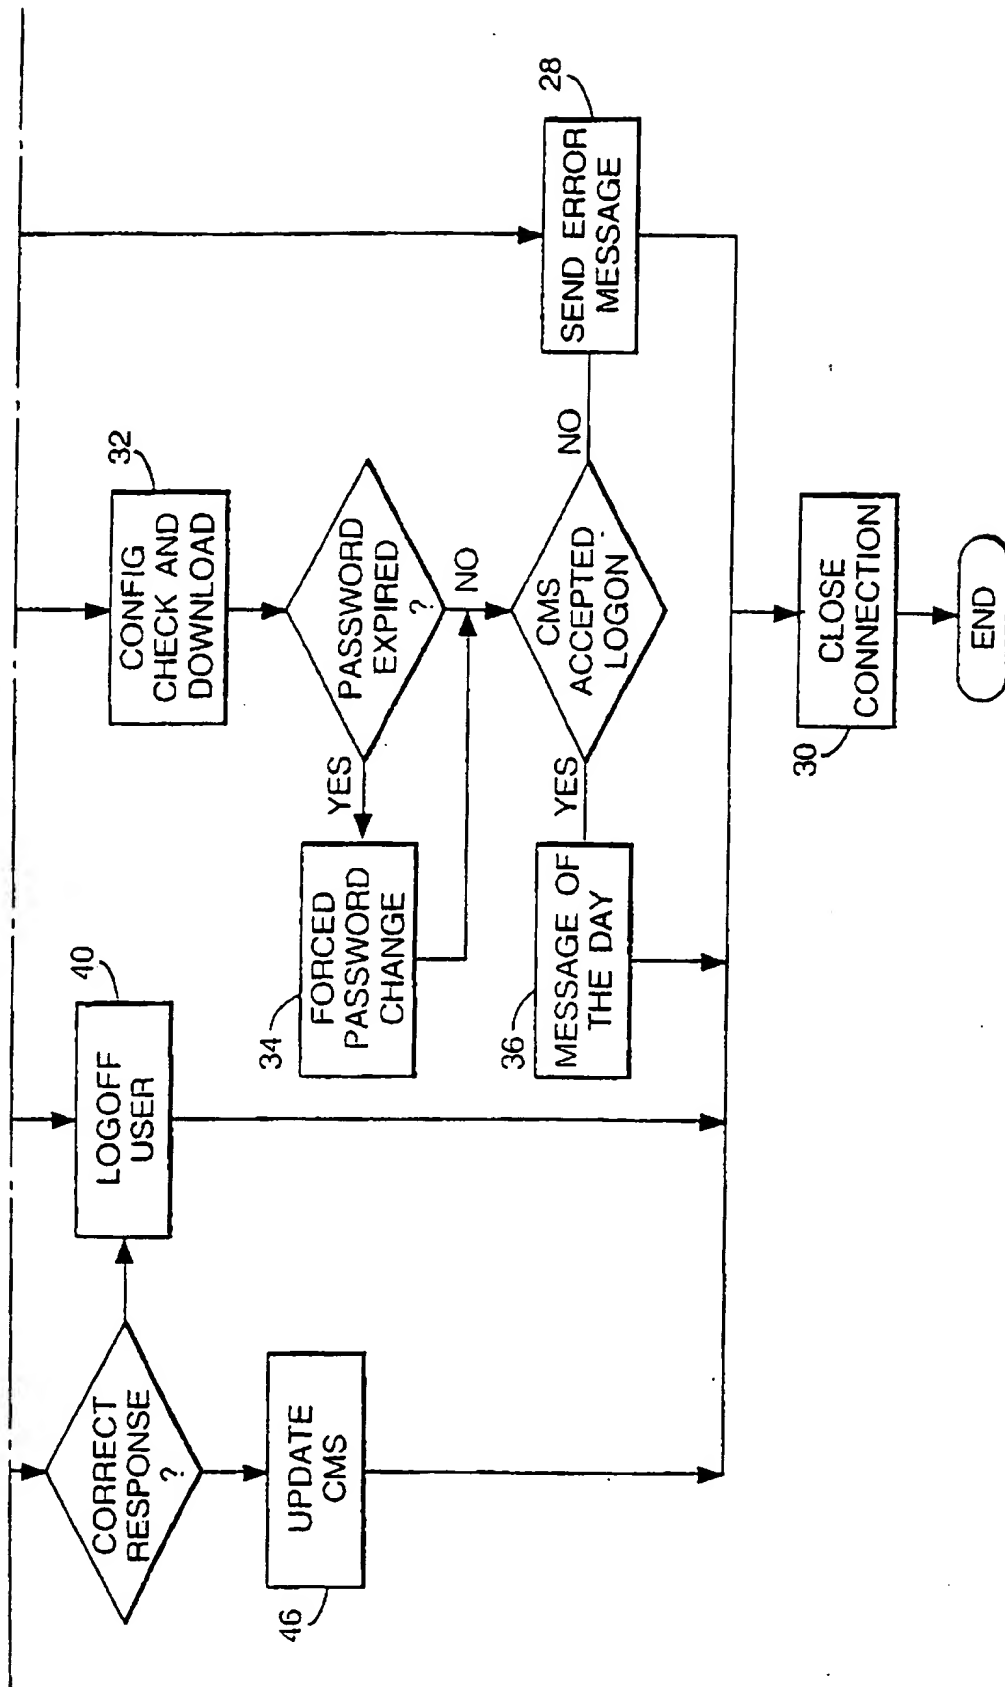 CORRECT
RESPONSE
?
LOGOFF
USER
40
UPDATE
CMS
46
CONFIG
CHECK AND
DOWNLOAD
32
PASSWORD
EXPIRED
?
YES
NO
FORCED
PASSWORD
CHANGE
34
CMS
ACCEPTED
LOGON
YES
NO
MESSAGE OF
THE DAY
36
SEND ERROR
MESSAGE
28
CLOSE
CONNECTION
30
END